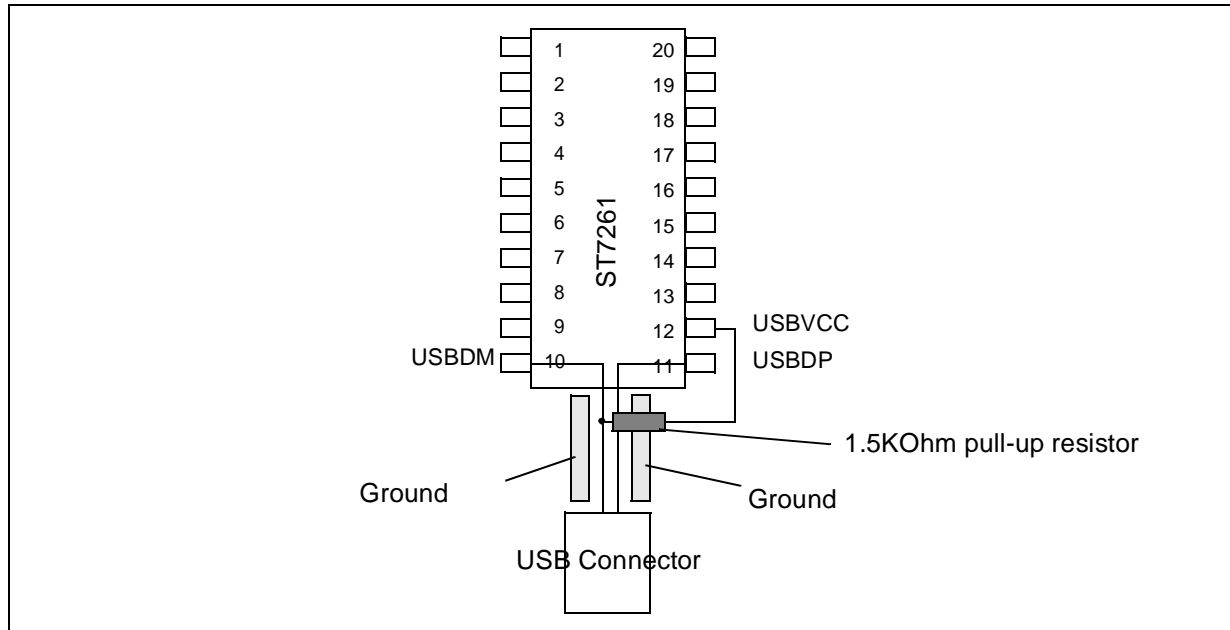 1 20
2 19
3 18
4 17
5 16
6 15
7 14
8 13
9 12
10 11
ST7261
USBVCC
USBDM
USBDP
1.5KOhm pull-up resistor
Ground
Ground
USB Connector